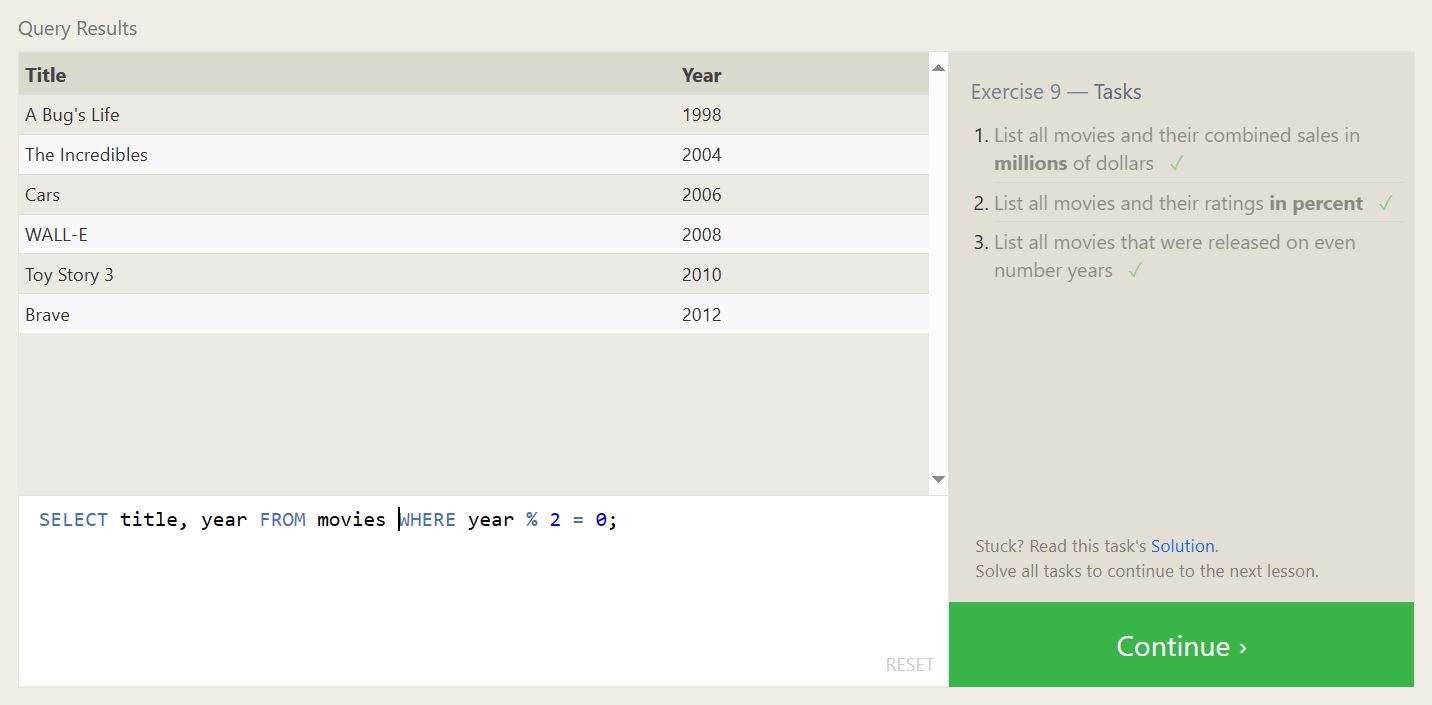 Query Results
Title Year
A Bug's Life 1998
The Incredibles 2004
Cars 2006
WALL-E 2008
Toy Story 3 2010
Brave 2012
SELECT title, year FROM movies WHERE year % 2 = 0;
RESET
Exercise 9 — Tasks
1. List all movies and their combined sales in
millions of dollars ✓
2. List all movies and their ratings in percent ✓
3. List all movies that were released on even
number years ✓
Stuck? Read this task's Solution.
Solve all tasks to continue to the next lesson.
Continue ›